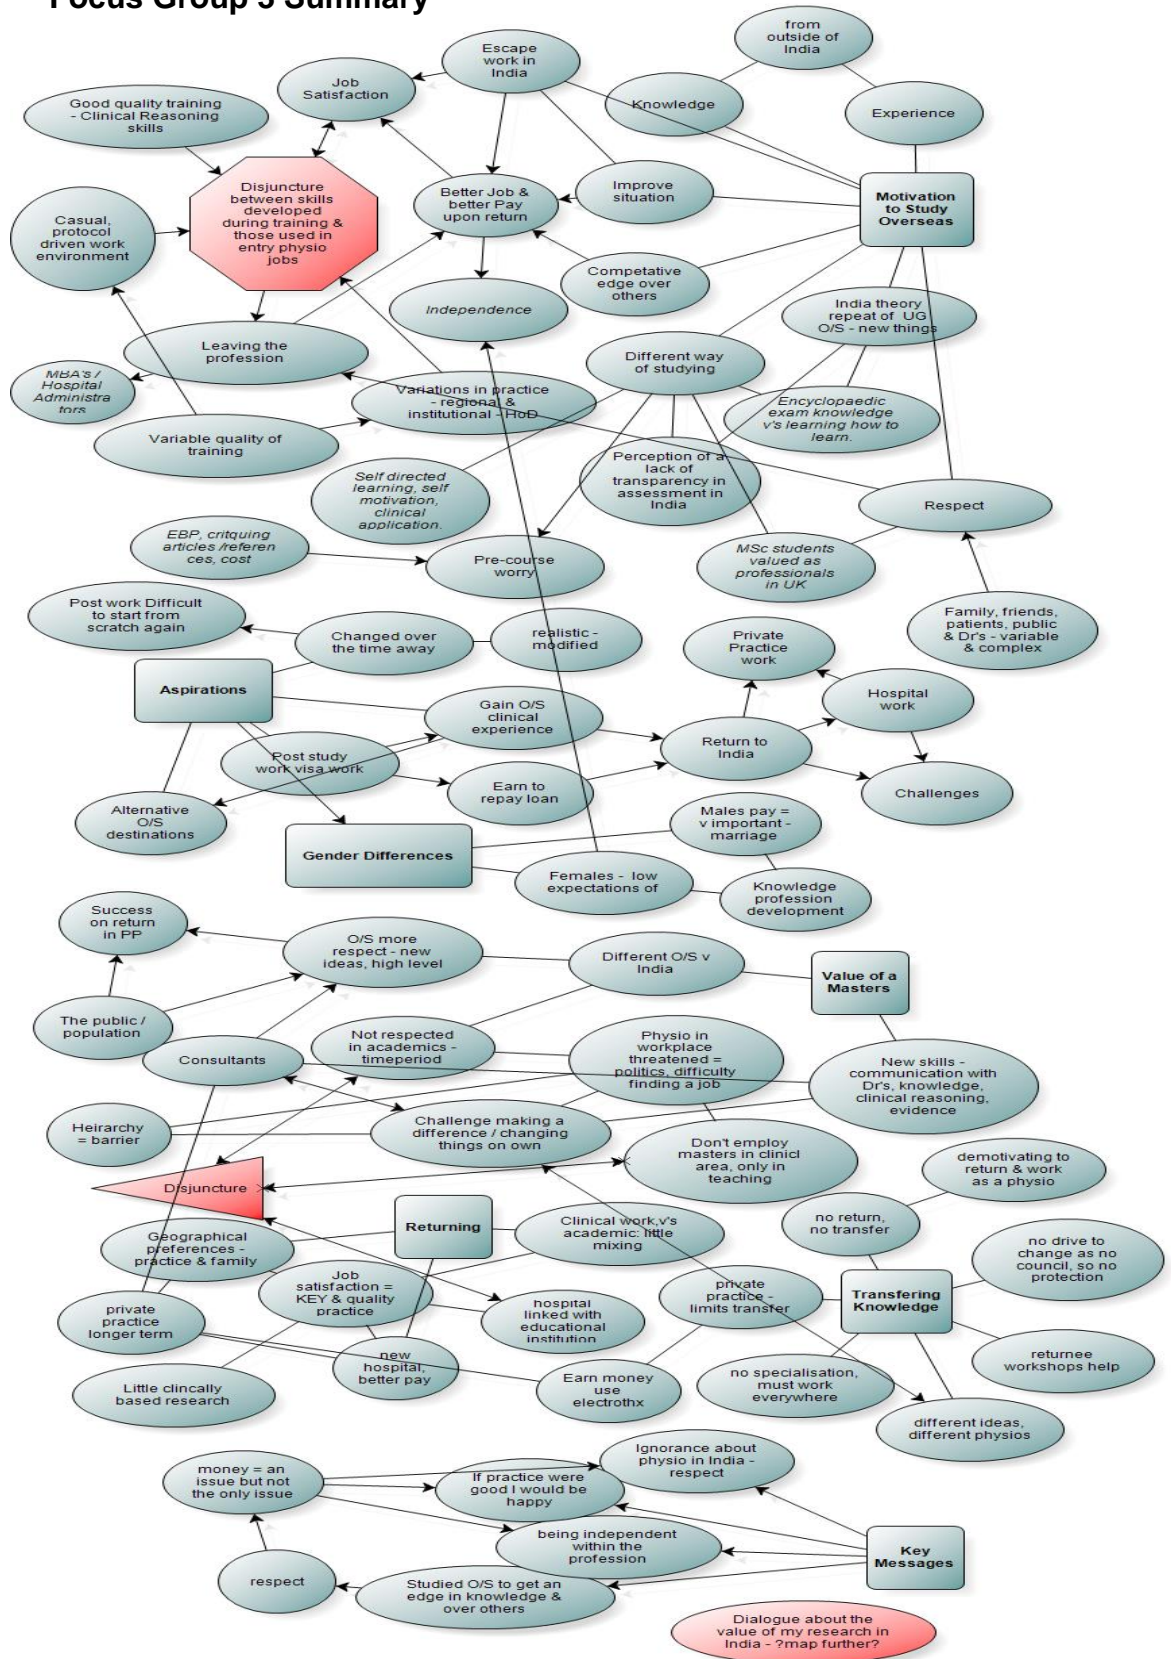 Focus Group 3 Summary
from
outside of
India
Escape
work in
India
Job
Satisfaction
Knowledge
Experience
Good quality training
- Clinical Reasoning
skills
Disjuncture
between skills
developed
during training &
those used in
entry physio
jobs
Better Job &
better Pay
upon return
Improve
situation
Motivation
to Study
Overseas
Casual,
protocol
driven work
environment
Competative
edge over
others
Independence
India theory
repeat of UG
O/S - new things
Leaving the
profession
Different way
of studying
MBA's /
Hospital
Administra
tors
Variations in practice
- regional &
institutional - HoD
Encyclopaedic
exam knowledge
v's learning how to
learn.
Variable quality of
training
Self directed
learning, self
motivation,
clinical
application.
Perception of a
lack of
transparency in
assessment in
India
Respect
EBP, critquing
articles /referen
ces, cost
Pre-course
worry
MSc students
valued as
professionals
in UK
Post work Difficult
to start from
scratch again
Changed over
the time away
realistic -
modified
Private
Practice
work
Family, friends,
patients, public
& Dr's - variable
& complex
Aspirations
Gain O/S
clinical
experience
Hospital
work
Post study
work visa work
Return to
India
Earn to
repay loan
Challenges
Alternative
O/S
destinations
Males pay =
v important -
marriage
Gender Differences
Females - low
expectations of
Knowledge
profession
development
Success
on return
in PP
O/S more
respect - new
ideas, high level
Different O/S v
India
Value of a
Masters
The public /
population
Not respected
in academics -
timeperiod
Physio in
workplace
threatened =
politics, difficulty
finding a job
Consultants
New skills -
communication with
Dr's, knowledge,
clinical reasoning,
evidence
Heirarchy
= barrier
Challenge making a
difference / changing
things on own
Don't employ
masters in clinicl
area, only in
teaching
demotivating to
return & work
as a physio
Disjuncture
Returning
Clinical work,v's
academic: little
mixing
no return,
no transfer
Geographical
preferences -
practice & family
no drive to
change as no
council, so no
protection
Job
satisfaction =
KEY & quality
practice
private
practice -
limits transfer
Transfering
Knowledge
private
practice
longer term
hospital
linked with
educational
institution
returnee
workshops help
new
hospital,
better pay
Little clincally
based research
Earn money
use
electrothx
no specialisation,
must work
everywhere
different ideas,
different physios
Ignorance about
physio in India -
respect
money = an
issue but not
the only issue
If practice were
good I would be
happy
being independent
within the
profession
Key
Messages
respect
Studied O/S to get an
edge in knowledge &
over others
Dialogue about the
value of my research in
India - ?map further?